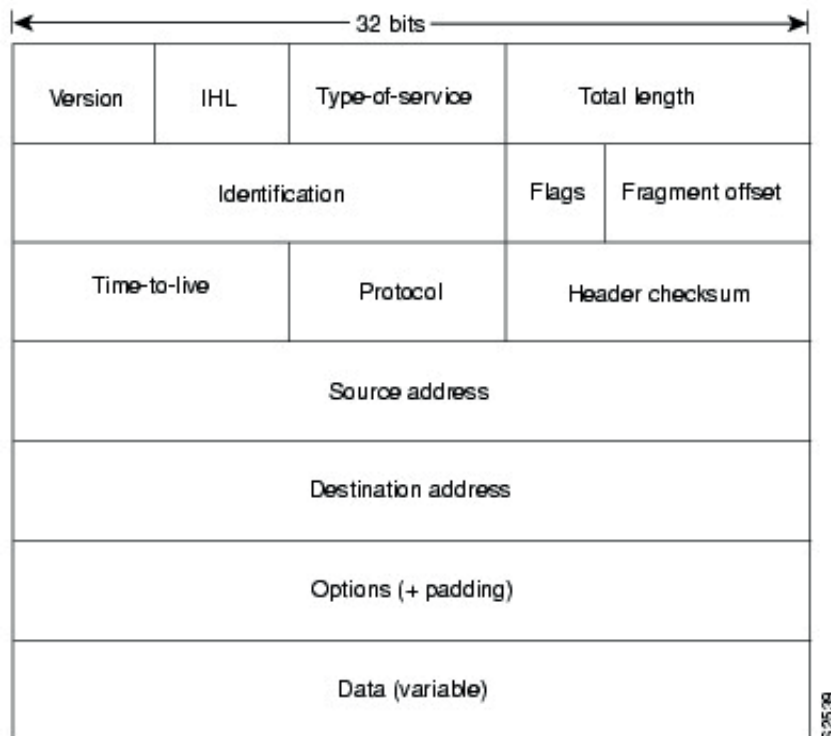 32 bits
Version IHL Type-of-service Total length
Identification Flags Fragment offset
Time-to-live Protocol Header checksum
Source address
Destination address
Options (+ padding)
Data (variable)